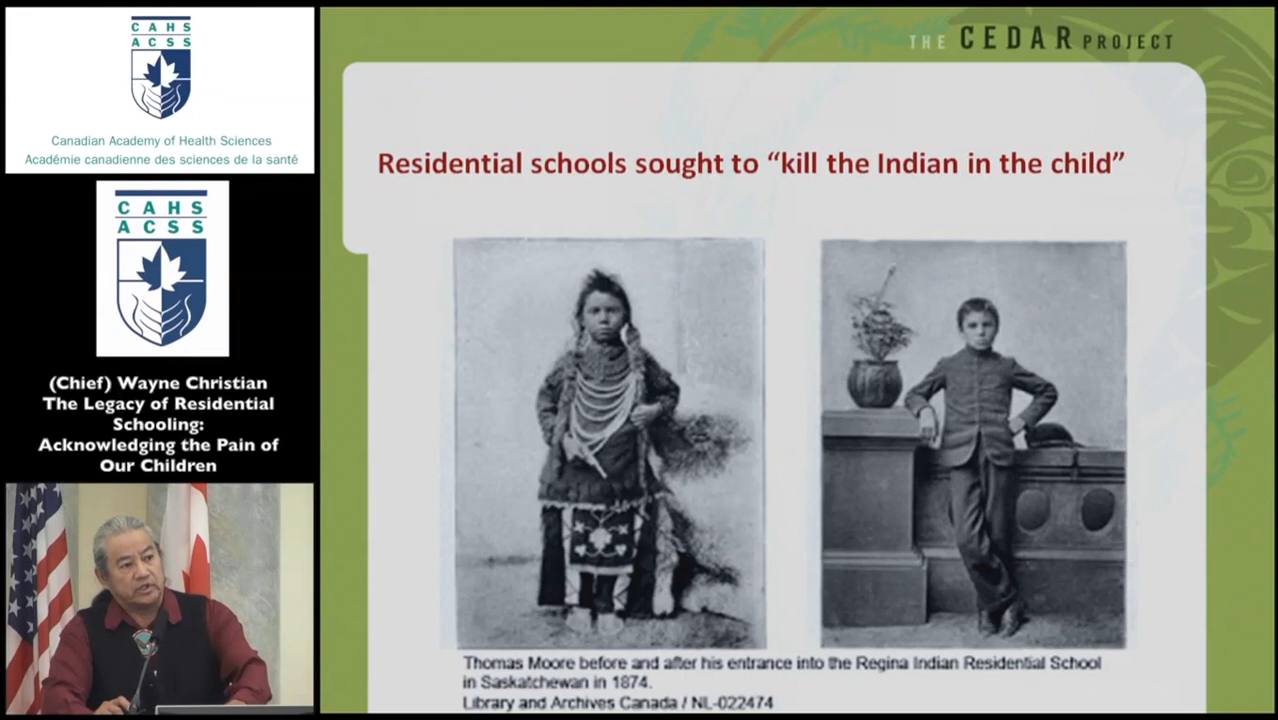 CAHS
ACSS
Canadian Academy of Health Sciences
Académie canadienne des sciences de la santé
CAHS
ACSS
(Chief) Wayne Christian
The Legacy of Residential
Schooling:
Acknowledging the Pain of
Our Children
THE CEDAR PROJECT
Residential schools sought to “kill the Indian in the child”
Thomas Moore before and after his entrance into the Regina Indian Residential School
in Saskatchewan in 1874.
Library and Archives Canada / NL-022474